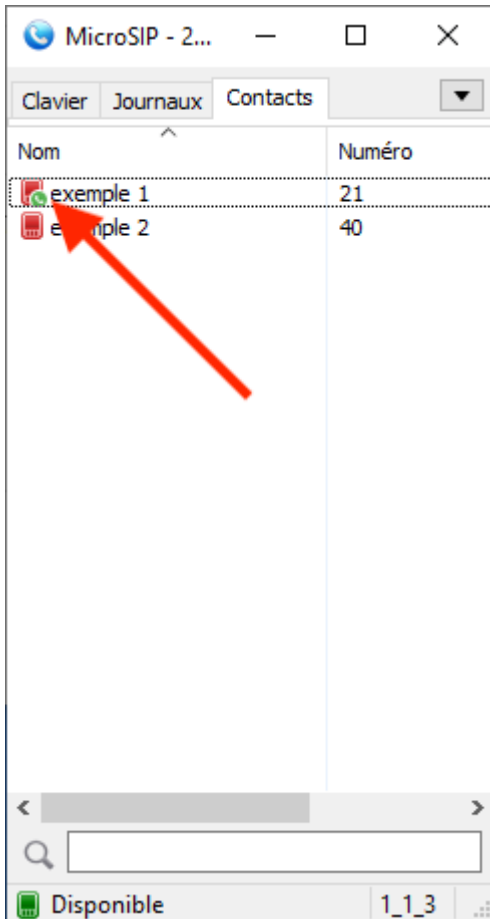 MicroSIP - 2...
Clavier Journaux Contacts
Nom Numéro
exemple 1 21
exemple 2 40
Disponible 1_1_3